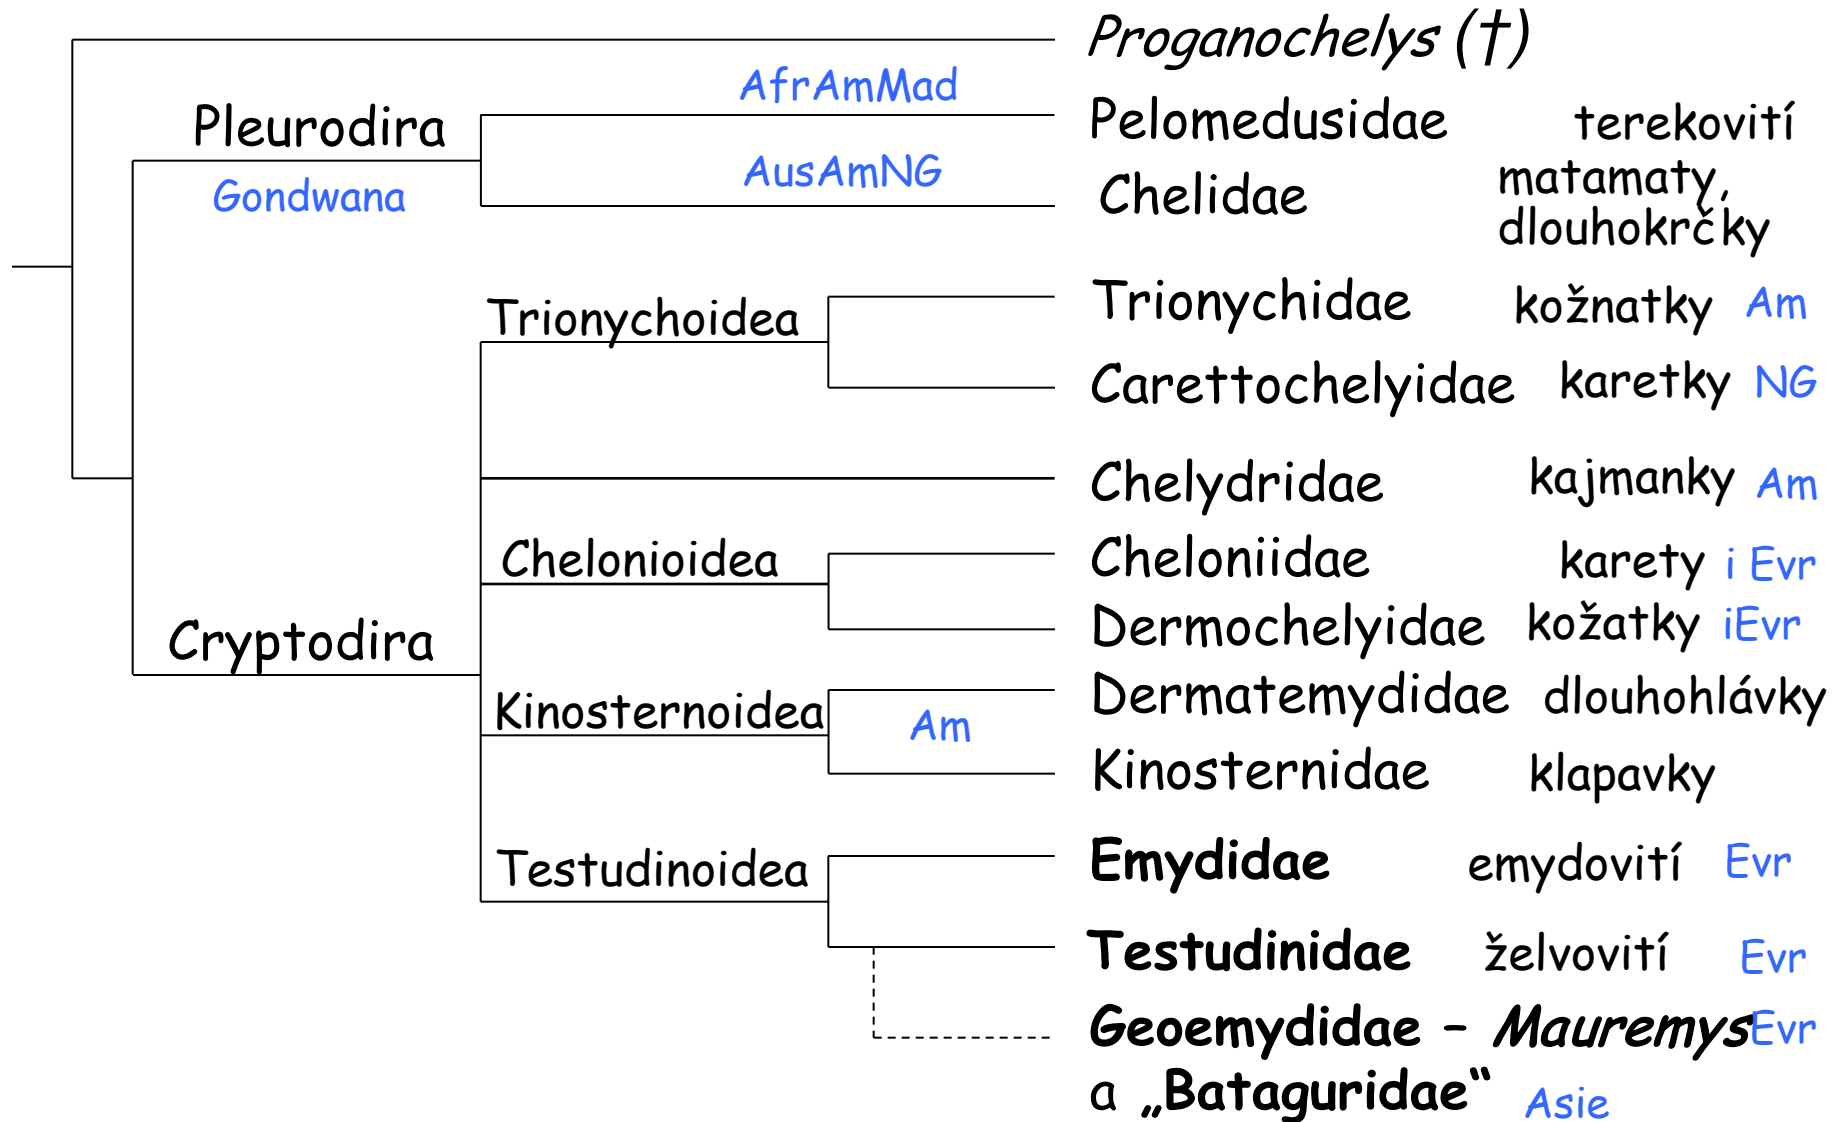 Proganochelys (†)
AfrAmMad
Pleurodira
Pelomedusidae terekovití
Gondwana
AusAmNG
Chelidae matamaty,
dlouhokrčky
Trionychoidea
Trionychidae kožnatky Am
Carettochelyidae karetky NG
Chelydridae kajmanky Am
Chelonioidea
Cheloniidae karety i Evr
Cryptodira
Dermochelyidae kožatky iEvr
Kinosternoidea
Am
Dermatemydidae dlouhohlávky
Kinosternidae klapavky
Testudinoidea
Emydidae emydovití Evr
Testudinidae želvovití Evr
Geoemydidae – Mauremys Evr
a „Bataguridae“ Asie